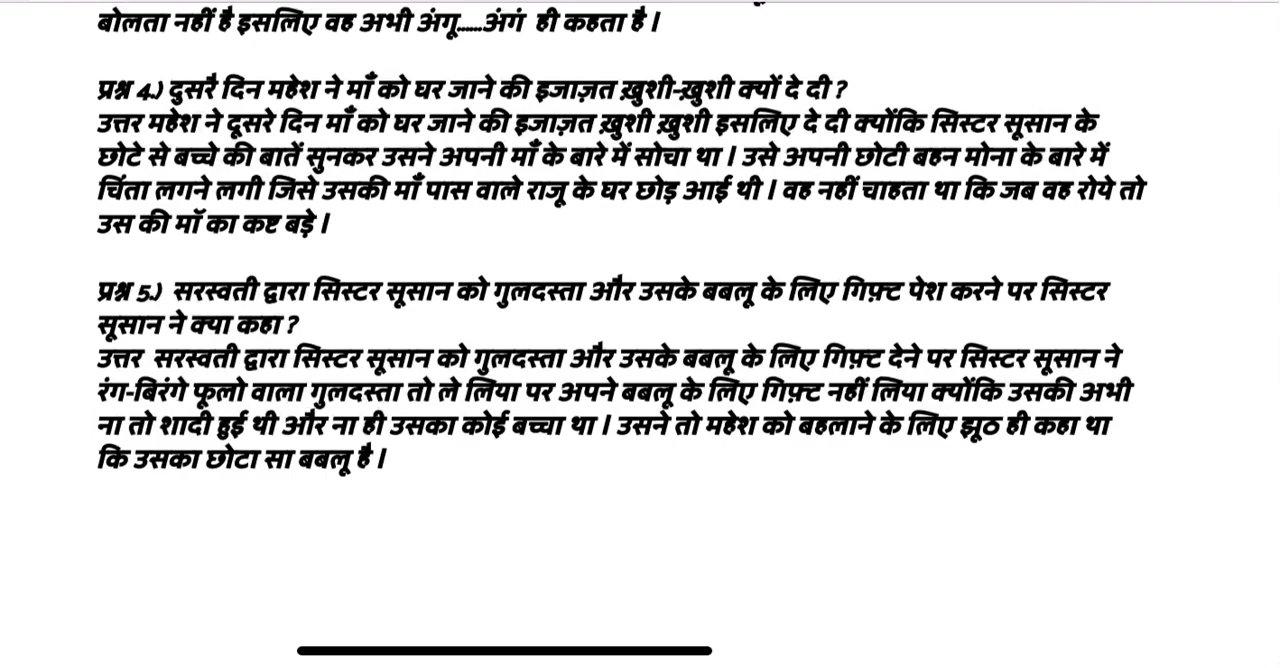 बोलता नहीं है इसलिए वह अभी अंगू.....अंगं ही कहता है ।
प्रश्न 4.) दुसरै दिन महेश ने माँ को घर जाने की इजाज़त ख़ुशी-ख़ुशी क्यों दे दी ?
उत्तर महेश ने दूसरे दिन माँ को घर जाने की इजाज़त ख़ुशी ख़ुशी इसलिए दे दी क्योंकि सिस्टर सूसान के
छोटे से बच्चे की बातें सुनकर उसने अपनी माँ के बारे में सोचा था । उसे अपनी छोटी बहन मोना के बारे में
चिंता लगने लगी जिसे उसकी माँ पास वाले राजू के घर छोड़ आई थी । वह नहीं चाहता था कि जब वह रोये तो
उस की मॉ का कष्ट बड़े ।
प्रश्न 5.) सरस्वती द्वारा सिस्टर सूसान को गुलदस्ता और उसके बबलू के लिए गिफ़्ट पेश करने पर सिस्टर
सूसान ने क्या कहा ?
उत्तर सरस्वती द्वारा सिस्टर सूसान को गुलदस्ता और उसके बबलू के लिए गिफ़्ट देने पर सिस्टर सूसान ने
रंग-बिरंगे फूलो वाला गुलदस्ता तो ले लिया पर अपने बबलू के लिए गिफ़्ट नहीं लिया क्योंकि उसकी अभी
ना तो शादी हुई थी और ना ही उसका कोई बच्चा था । उसने तो महेश को बहलाने के लिए झूठ ही कहा था
कि उसका छोटा सा बबलू है ।